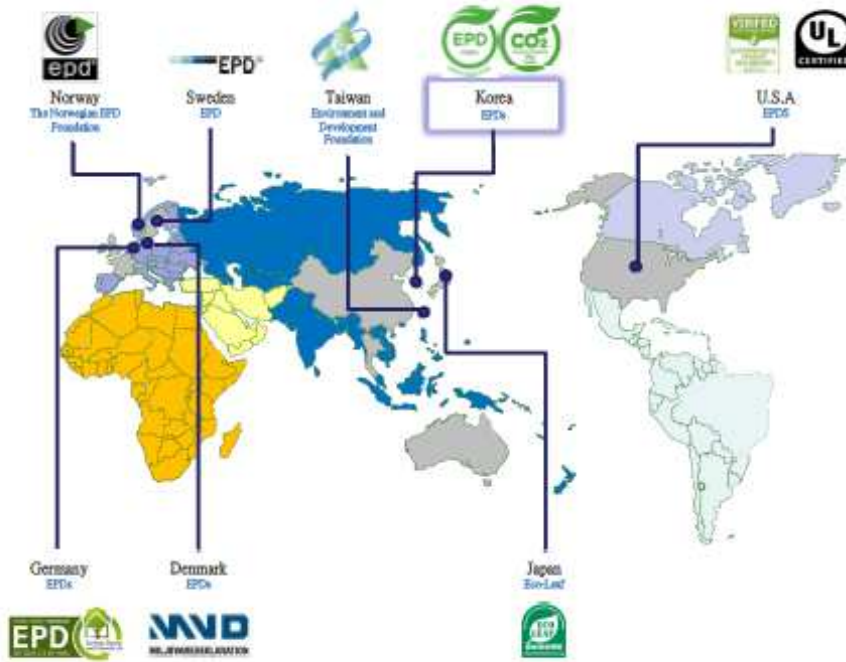 epd
EPD
EPD
CO₂
UL
CERTIFIED
Norway
The Norwegian EPD
Foundation
Sweden
EPD
Taiwan
Environment and
Development
Foundation
Korea
EPDs
U.S.A
EPDS
Germany
EPDs
Denmark
EPDs
Japan
Eco-Leaf
EPD
MVD
MILJØVAREDEKLARATION
ECO
LEAF